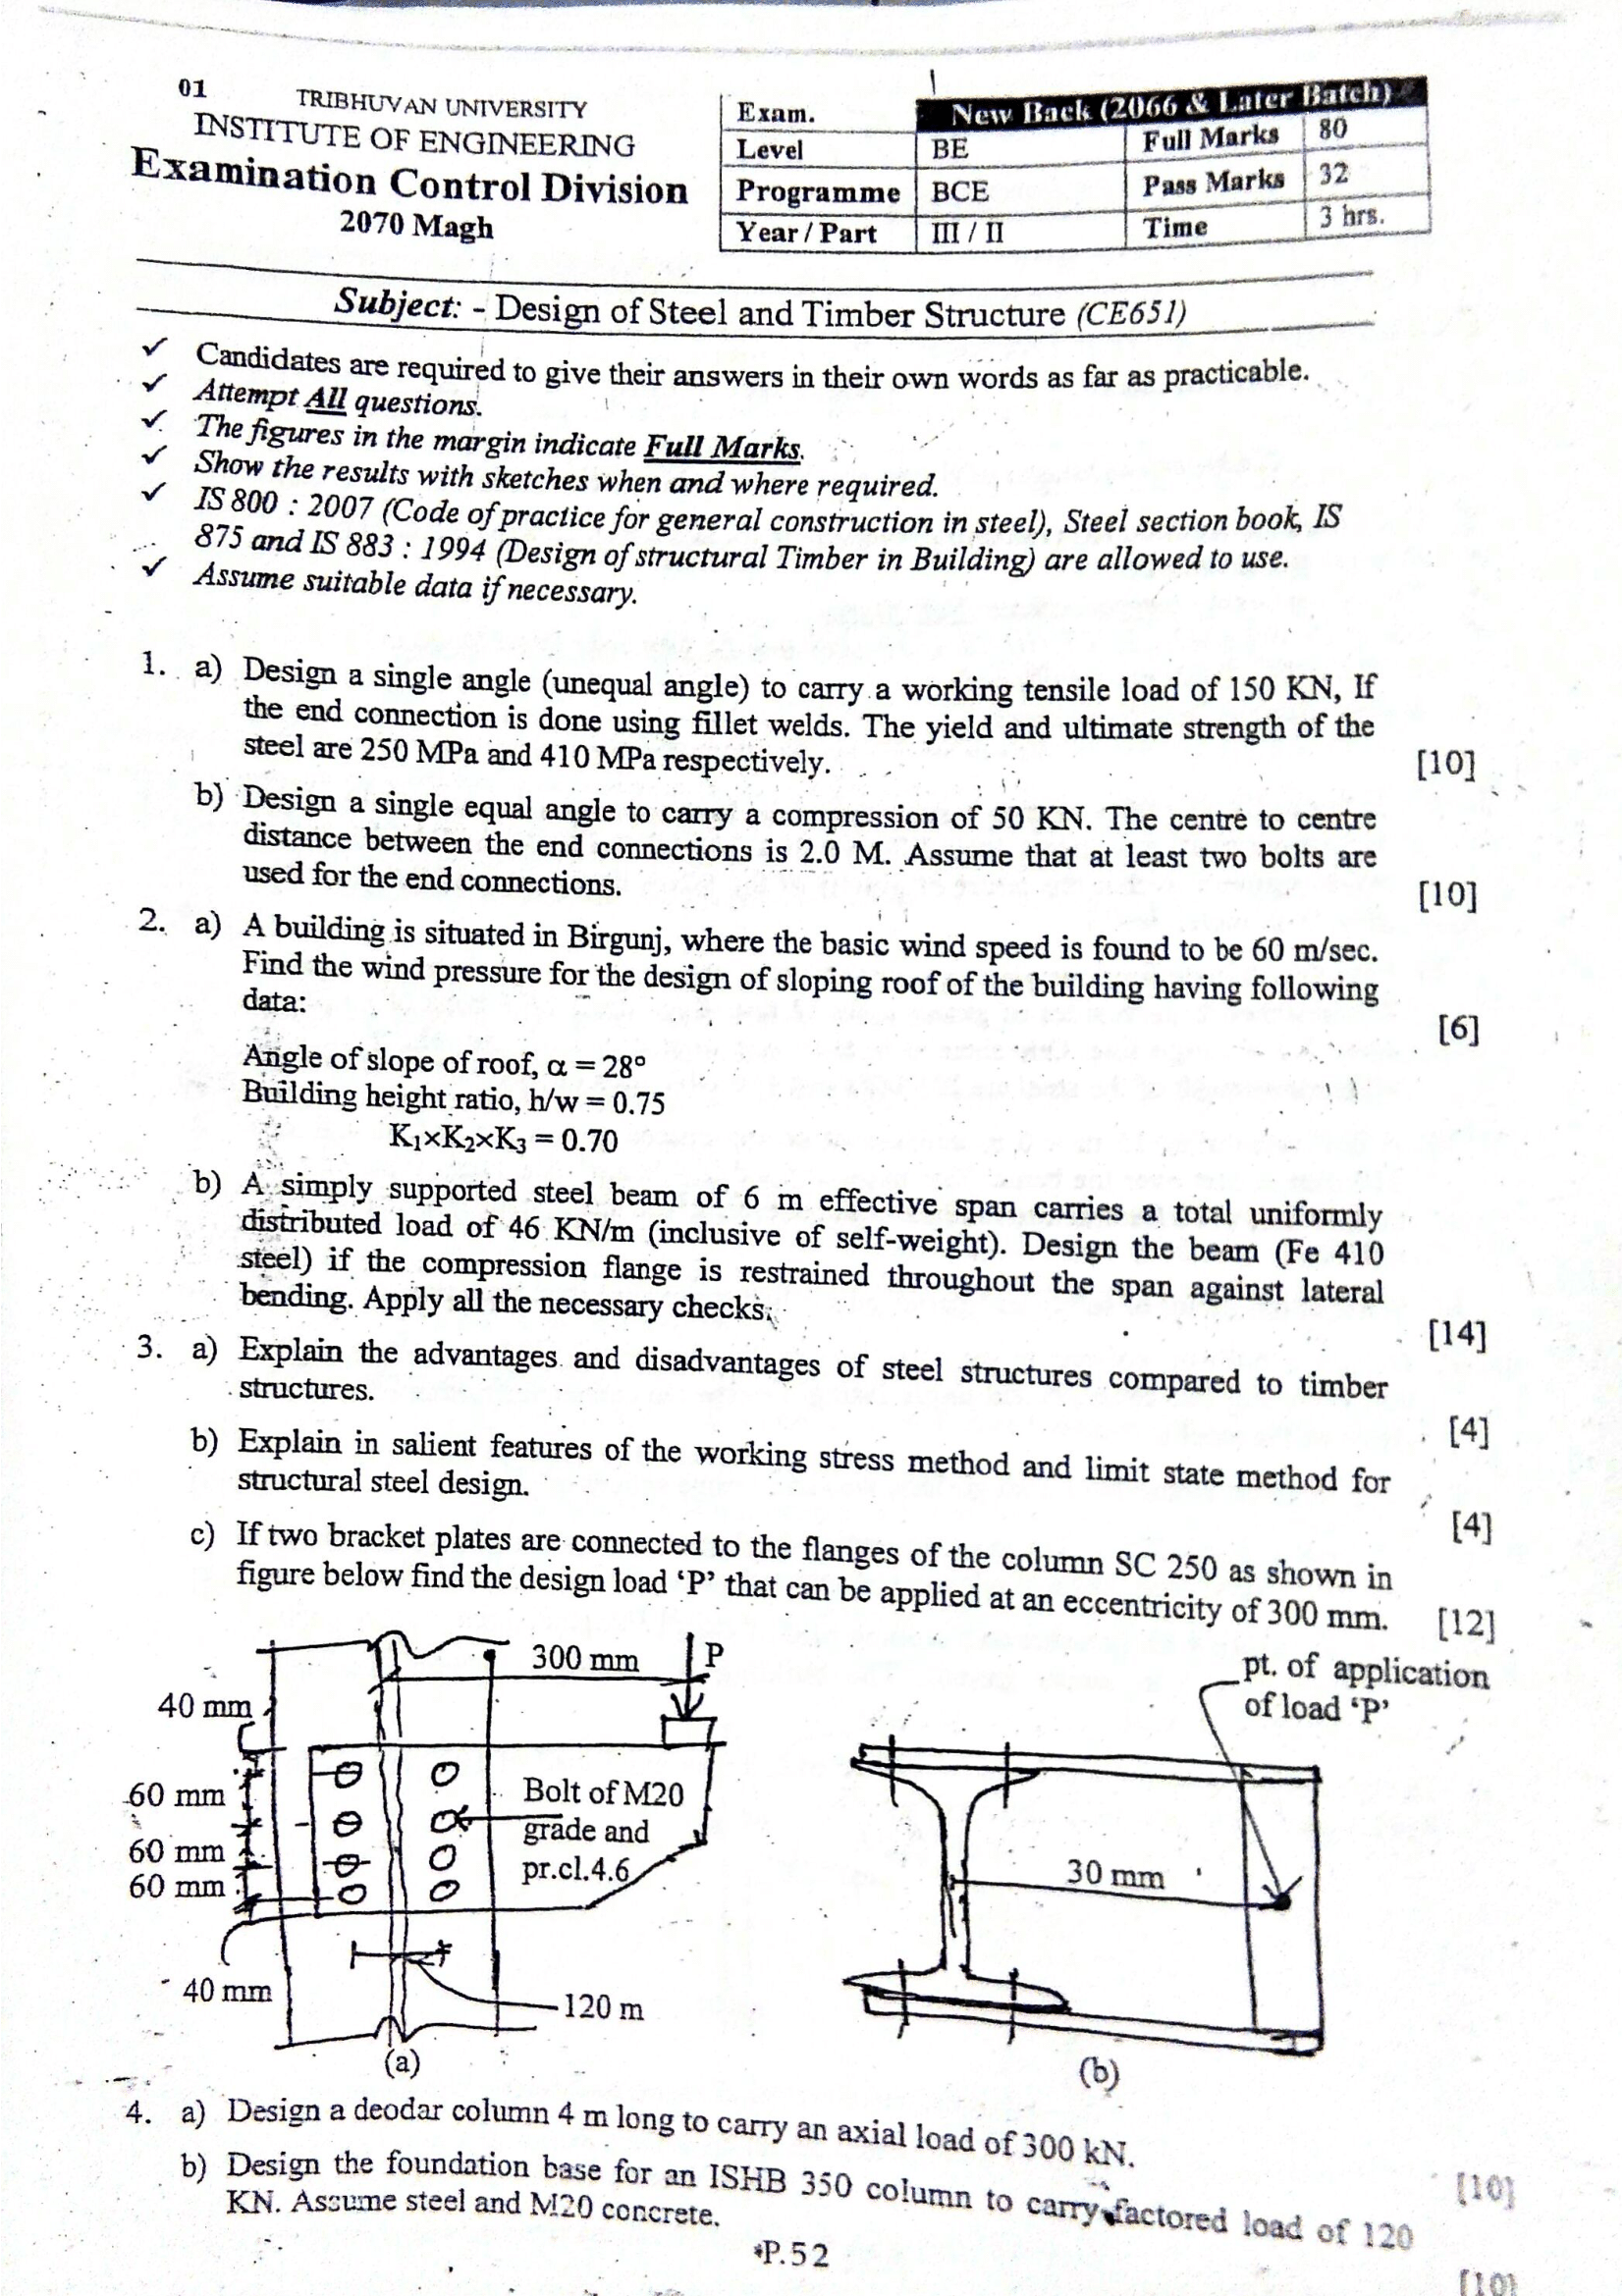 01
TRIBHUVAN UNIVERSITY
INSTITUTE OF ENGINEERING
Examination Control Division
2070 Magh
Exam. New Back (2066 & Later Batch)
Level BE Full Marks 80
Programme BCE Pass Marks 32
Year / Part III / II Time 3 hrs.
Subject: - Design of Steel and Timber Structure (CE651)
✓ Candidates are required to give their answers in their own words as far as practicable.
✓ Attempt All questions.
✓ The figures in the margin indicate Full Marks.
✓ Show the results with sketches when and where required.
✓ IS 800 : 2007 (Code of practice for general construction in steel), Steel section book, IS
875 and IS 883 : 1994 (Design of structural Timber in Building) are allowed to use.
✓ Assume suitable data if necessary.
1. a) Design a single angle (unequal angle) to carry a working tensile load of 150 KN, If
the end connection is done using fillet welds. The yield and ultimate strength of the
steel are 250 MPa and 410 MPa respectively. [10]
b) Design a single equal angle to carry a compression of 50 KN. The centre to centre
distance between the end connections is 2.0 M. Assume that at least two bolts are
used for the end connections. [10]
2. a) A building is situated in Birgunj, where the basic wind speed is found to be 60 m/sec.
Find the wind pressure for the design of sloping roof of the building having following
data: [6]
Angle of slope of roof, α = 28°
Building height ratio, h/w = 0.75
K₁×K₂×K₃ = 0.70
b) A simply supported steel beam of 6 m effective span carries a total uniformly
distributed load of 46 KN/m (inclusive of self-weight). Design the beam (Fe 410
steel) if the compression flange is restrained throughout the span against lateral
bending. Apply all the necessary checks. [14]
3. a) Explain the advantages and disadvantages of steel structures compared to timber
structures. [4]
b) Explain in salient features of the working stress method and limit state method for
structural steel design. [4]
c) If two bracket plates are connected to the flanges of the column SC 250 as shown in
figure below find the design load ‘P’ that can be applied at an eccentricity of 300 mm. [12]
300 mm
P
40 mm
60 mm
60 mm
60 mm
40 mm
Bolt of M20
grade and
pr.cl.4.6
120 m
(a)
pt. of application
of load ‘P’
30 mm
(b)
4. a) Design a deodar column 4 m long to carry an axial load of 300 kN. [10]
b) Design the foundation base for an ISHB 350 column to carry factored load of 120
KN. Assume steel and M20 concrete. [10]
*P.52